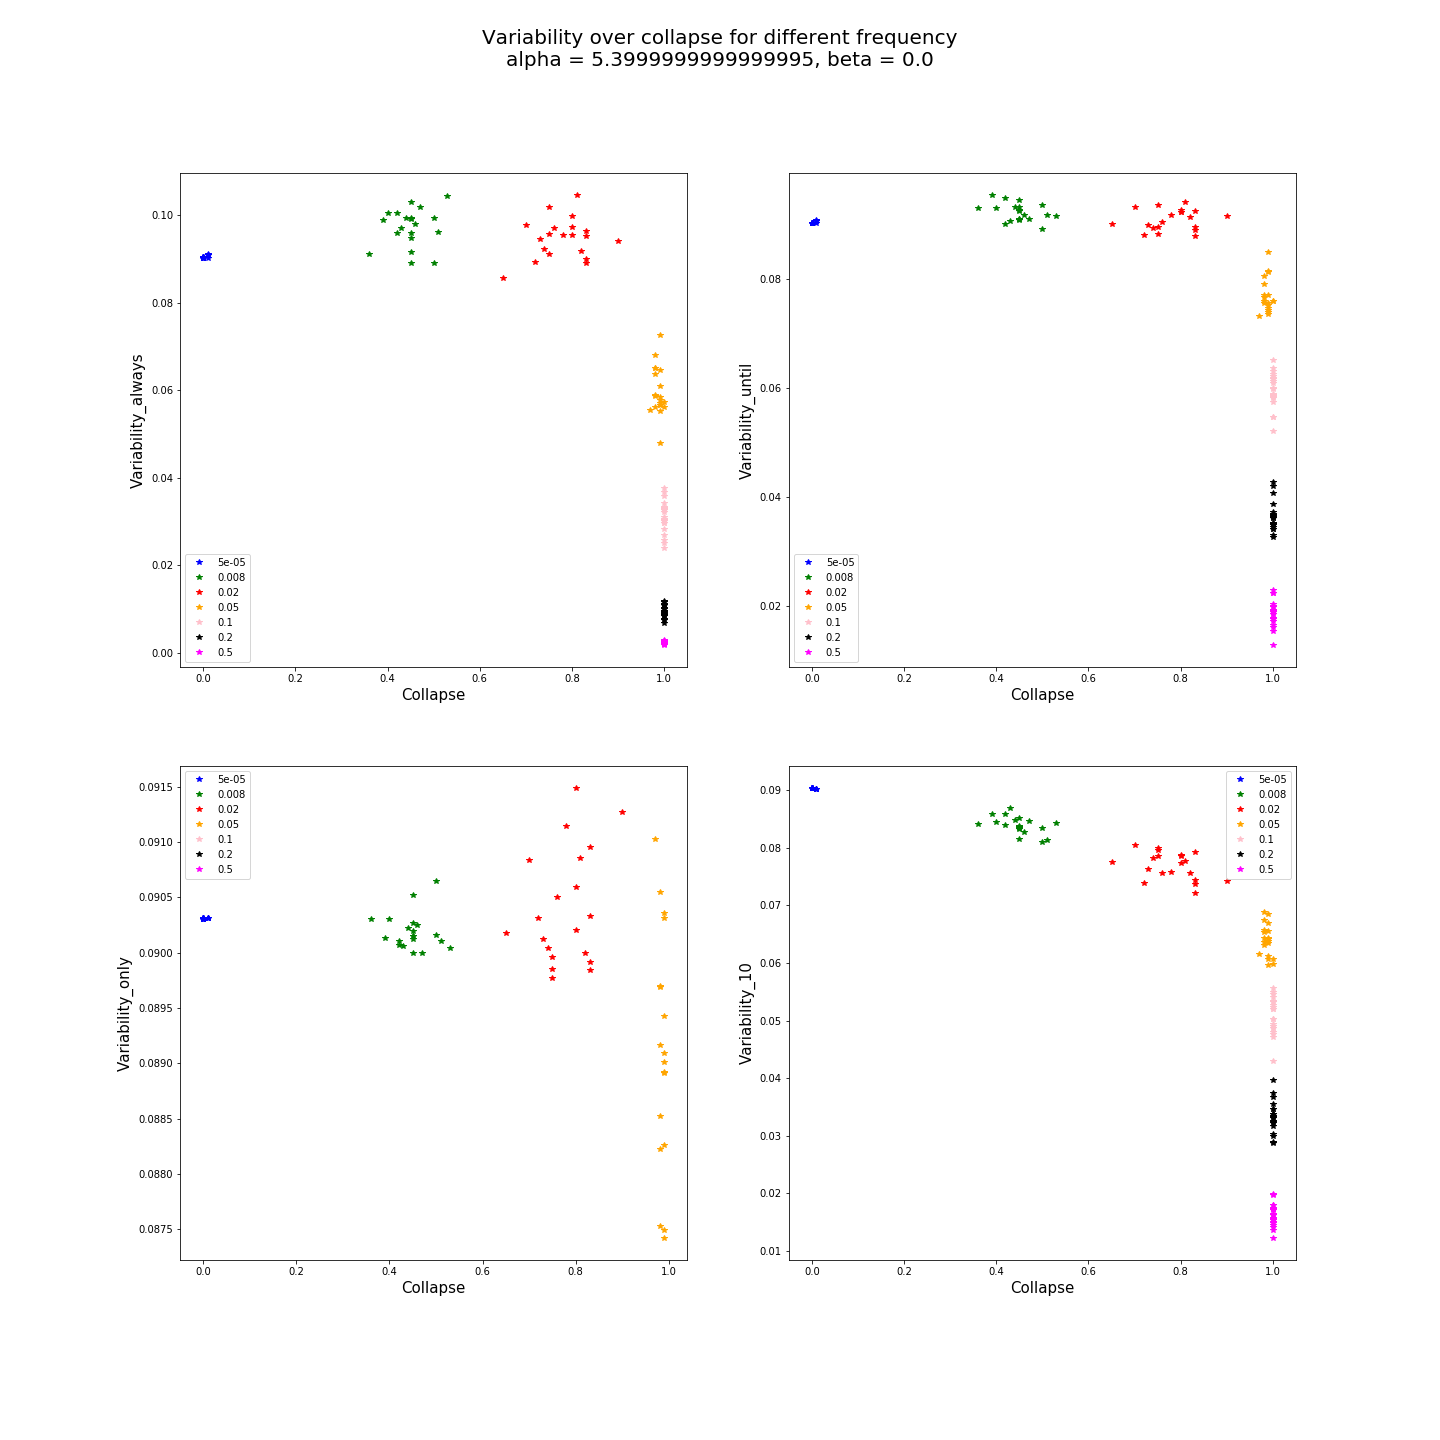 Variability over collapse for different frequency
alpha = 5.3999999999999995, beta = 0.0
Variability_always
0.10
0.08
0.06
0.04
0.02
0.00
5e-05
0.008
0.02
0.05
0.1
0.2
0.5
0.0 0.2 0.4 0.6 0.8 1.0
Collapse
Variability_until
0.08
0.06
0.04
0.02
5e-05
0.008
0.02
0.05
0.1
0.2
0.5
0.0 0.2 0.4 0.6 0.8 1.0
Collapse
Variability_only
0.0915
0.0910
0.0905
0.0900
0.0895
0.0890
0.0885
0.0880
0.0875
5e-05
0.008
0.02
0.05
0.1
0.2
0.5
0.0 0.2 0.4 0.6 0.8 1.0
Collapse
Variability_10
0.09
0.08
0.07
0.06
0.05
0.04
0.03
0.02
0.01
5e-05
0.008
0.02
0.05
0.1
0.2
0.5
0.0 0.2 0.4 0.6 0.8 1.0
Collapse